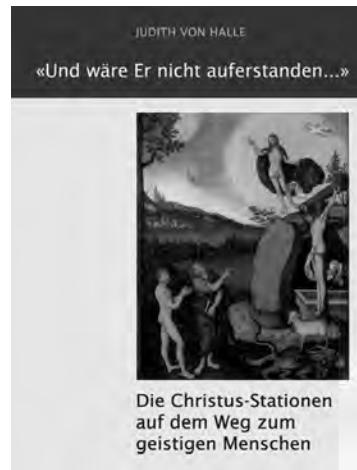 JUDITH VON HALLE
«Und wäre Er nicht auferstanden...»
Die Christus-Stationen
auf dem Weg zum
geistigen Menschen